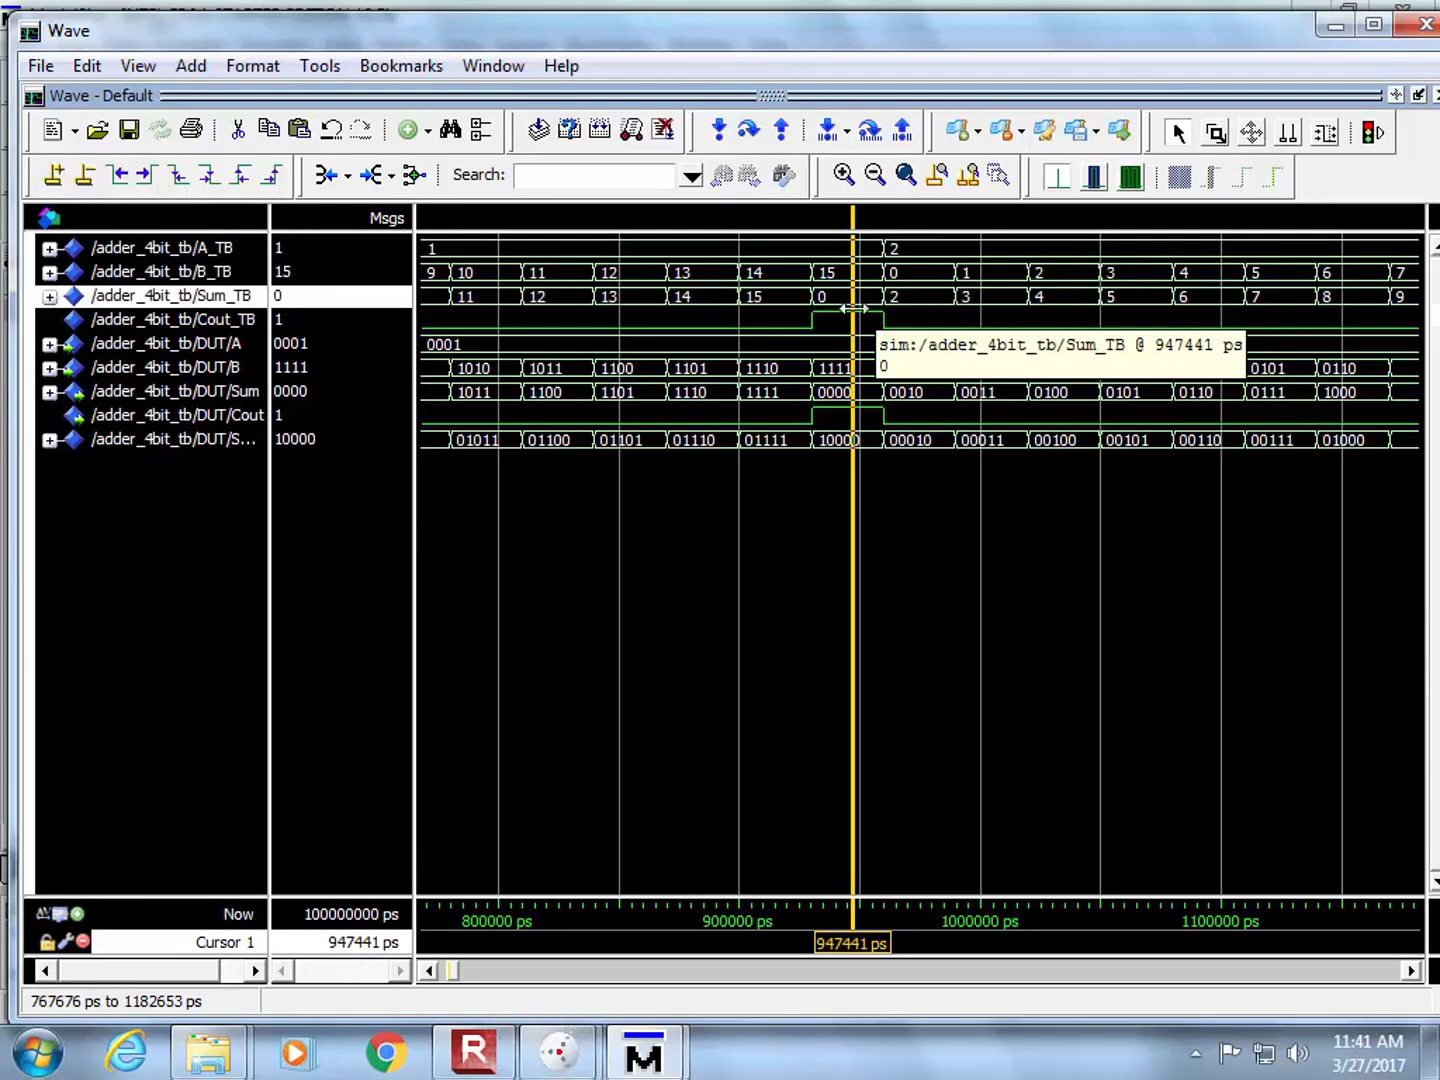 Wave
File Edit View Add Format Tools Bookmarks Window Help
Wave - Default
Search:
Msgs
/adder_4bit_tb/A_TB 1 1 2
/adder_4bit_tb/B_TB 15 9 10 11 12 13 14 15 0 1 2 3 4 5 6 7
/adder_4bit_tb/Sum_TB 0 11 12 13 14 15 0 2 3 4 5 6 7 8 9
/adder_4bit_tb/Cout_TB 1
/adder_4bit_tb/DUT/A 0001 0001
sim:/adder_4bit_tb/Sum_TB @ 947441 ps
0
/adder_4bit_tb/DUT/B 1111 1010 1011 1100 1101 1110 1111 0101 0110
/adder_4bit_tb/DUT/Sum 0000 1011 1100 1101 1110 1111 0000 0010 0011 0100 0101 0110 0111 1000
/adder_4bit_tb/DUT/Cout 1
/adder_4bit_tb/DUT/S... 10000 01011 01100 01101 01110 01111 10000 00010 00011 00100 00101 00110 00111 01000
Now 100000000 ps 800000 ps 900000 ps 1000000 ps 1100000 ps
Cursor 1 947441 ps 947441 ps
767676 ps to 1182653 ps
R
M
11:41 AM
3/27/2017